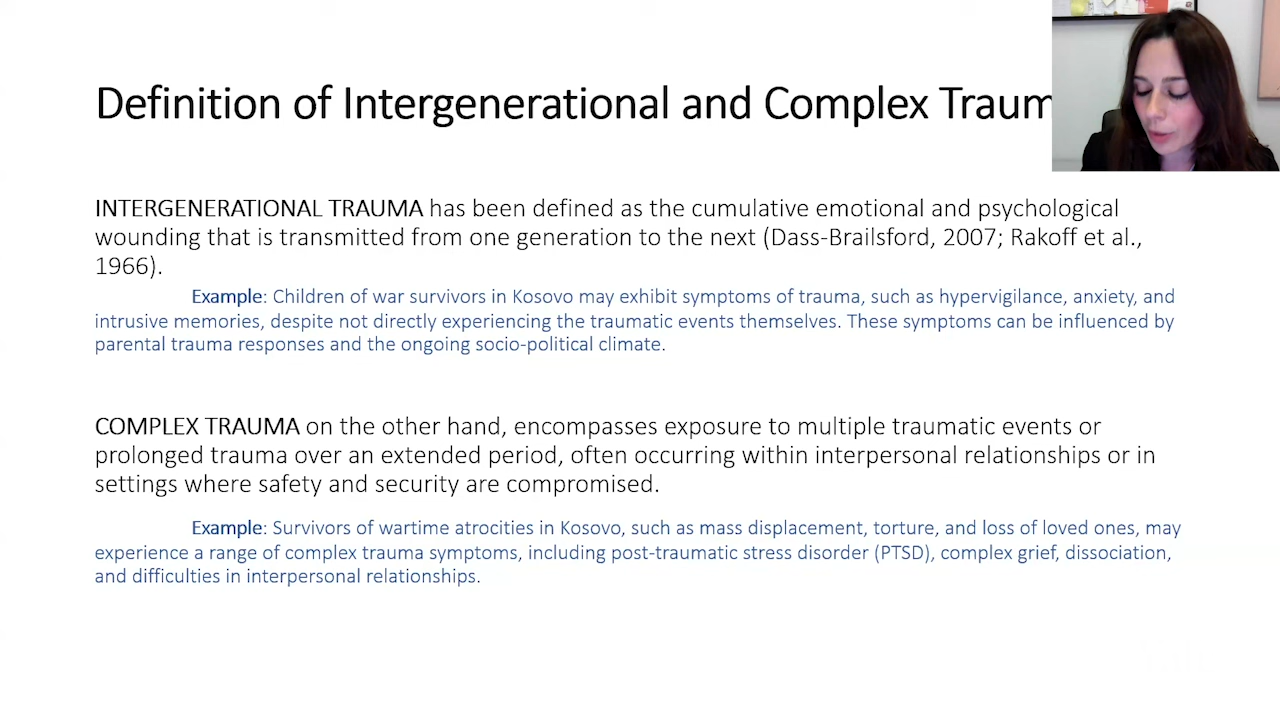 Definition of Intergenerational and Complex Traum
INTERGENERATIONAL TRAUMA has been defined as the cumulative emotional and psychological
wounding that is transmitted from one generation to the next (Dass-Brailsford, 2007; Rakoff et al.,
1966).
Example: Children of war survivors in Kosovo may exhibit symptoms of trauma, such as hypervigilance, anxiety, and
intrusive memories, despite not directly experiencing the traumatic events themselves. These symptoms can be influenced by
parental trauma responses and the ongoing socio-political climate.
COMPLEX TRAUMA on the other hand, encompasses exposure to multiple traumatic events or
prolonged trauma over an extended period, often occurring within interpersonal relationships or in
settings where safety and security are compromised.
Example: Survivors of wartime atrocities in Kosovo, such as mass displacement, torture, and loss of loved ones, may
experience a range of complex trauma symptoms, including post-traumatic stress disorder (PTSD), complex grief, dissociation,
and difficulties in interpersonal relationships.